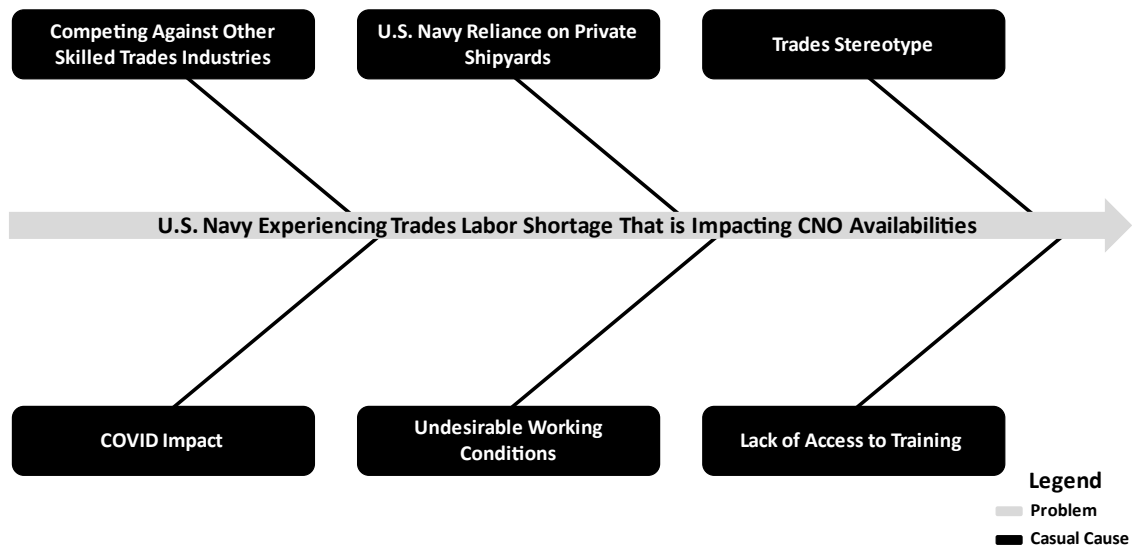 Competing Against Other
Skilled Trades Industries
U.S. Navy Reliance on Private
Shipyards
Trades Stereotype
U.S. Navy Experiencing Trades Labor Shortage That is Impacting CNO Availabilities
COVID Impact
Undesirable Working
Conditions
Lack of Access to Training
Legend
Problem
Casual Cause